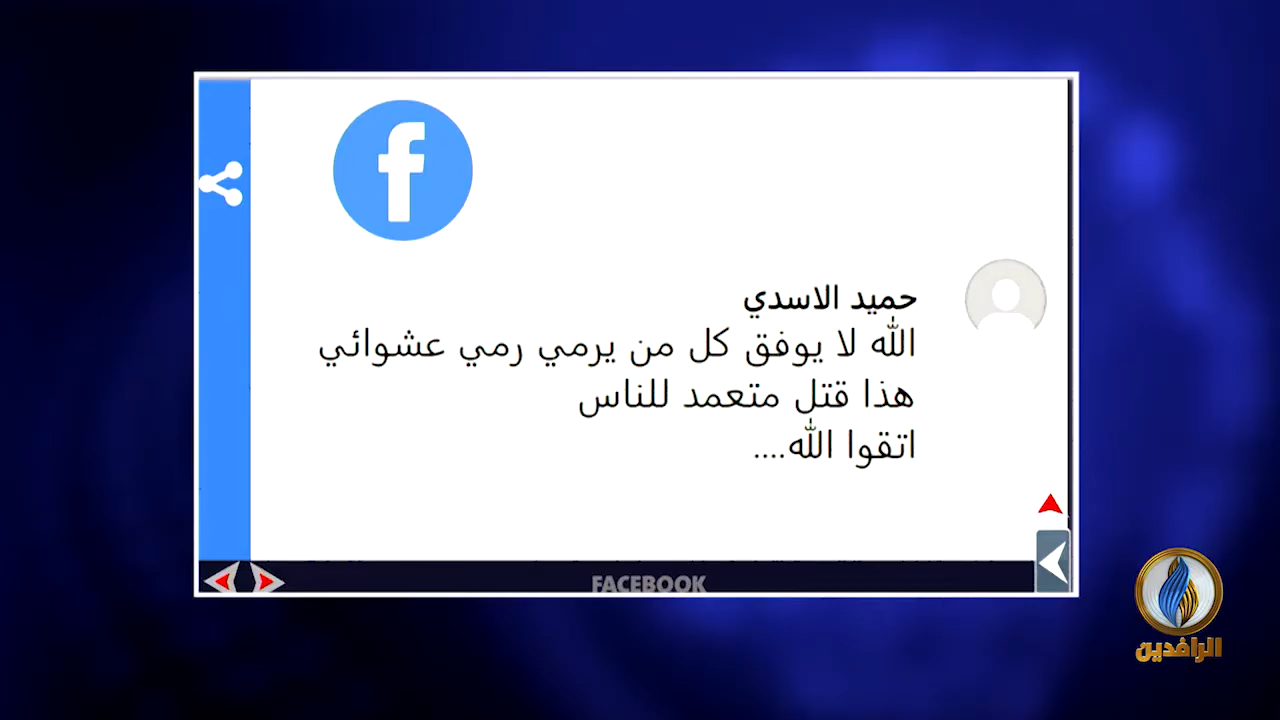 حميد الاسدي
الله لا يوفق كل من يرمي رمي عشوائي
هذا قتل متعمد للناس
اتقوا الله....
FACEBOOK
الرافدين